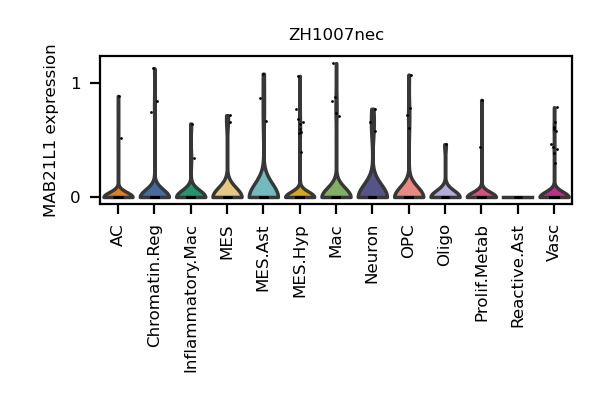 ZH1007nec
MAB21L1 expression
1
0
AC
Chromatin.Reg
Inflammatory.Mac
MES
MES.Ast
MES.Hyp
Mac
Neuron
OPC
Oligo
Prolif.Metab
Reactive.Ast
Vasc